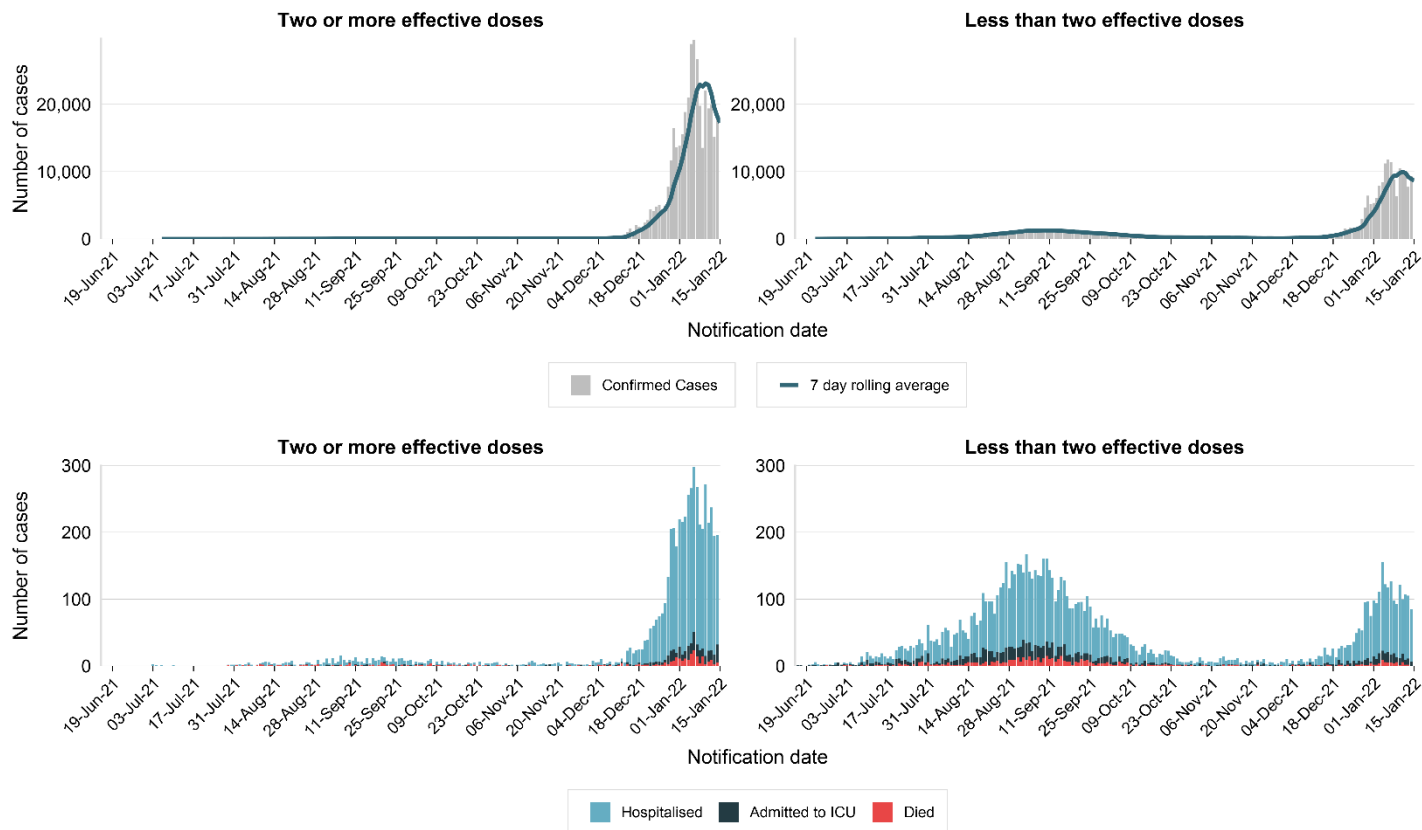 Two or more effective doses
Less than two effective doses
Number of cases
20,000
10,000
0
19-Jun-21
03-Jul-21
17-Jul-21
31-Jul-21
14-Aug-21
28-Aug-21
11-Sep-21
25-Sep-21
09-Oct-21
23-Oct-21
06-Nov-21
20-Nov-21
04-Dec-21
18-Dec-21
01-Jan-22
15-Jan-22
20,000
10,000
0
19-Jun-21
03-Jul-21
17-Jul-21
31-Jul-21
14-Aug-21
28-Aug-21
11-Sep-21
25-Sep-21
09-Oct-21
23-Oct-21
06-Nov-21
20-Nov-21
04-Dec-21
18-Dec-21
01-Jan-22
15-Jan-22
Notification date
Confirmed Cases
7 day rolling average
Two or more effective doses
Less than two effective doses
Number of cases
300
200
100
0
19-Jun-21
03-Jul-21
17-Jul-21
31-Jul-21
14-Aug-21
28-Aug-21
11-Sep-21
25-Sep-21
09-Oct-21
23-Oct-21
06-Nov-21
20-Nov-21
04-Dec-21
18-Dec-21
01-Jan-22
15-Jan-22
300
200
100
0
19-Jun-21
03-Jul-21
17-Jul-21
31-Jul-21
14-Aug-21
28-Aug-21
11-Sep-21
25-Sep-21
09-Oct-21
23-Oct-21
06-Nov-21
20-Nov-21
04-Dec-21
18-Dec-21
01-Jan-22
15-Jan-22
Notification date
Hospitalised
Admitted to ICU
Died